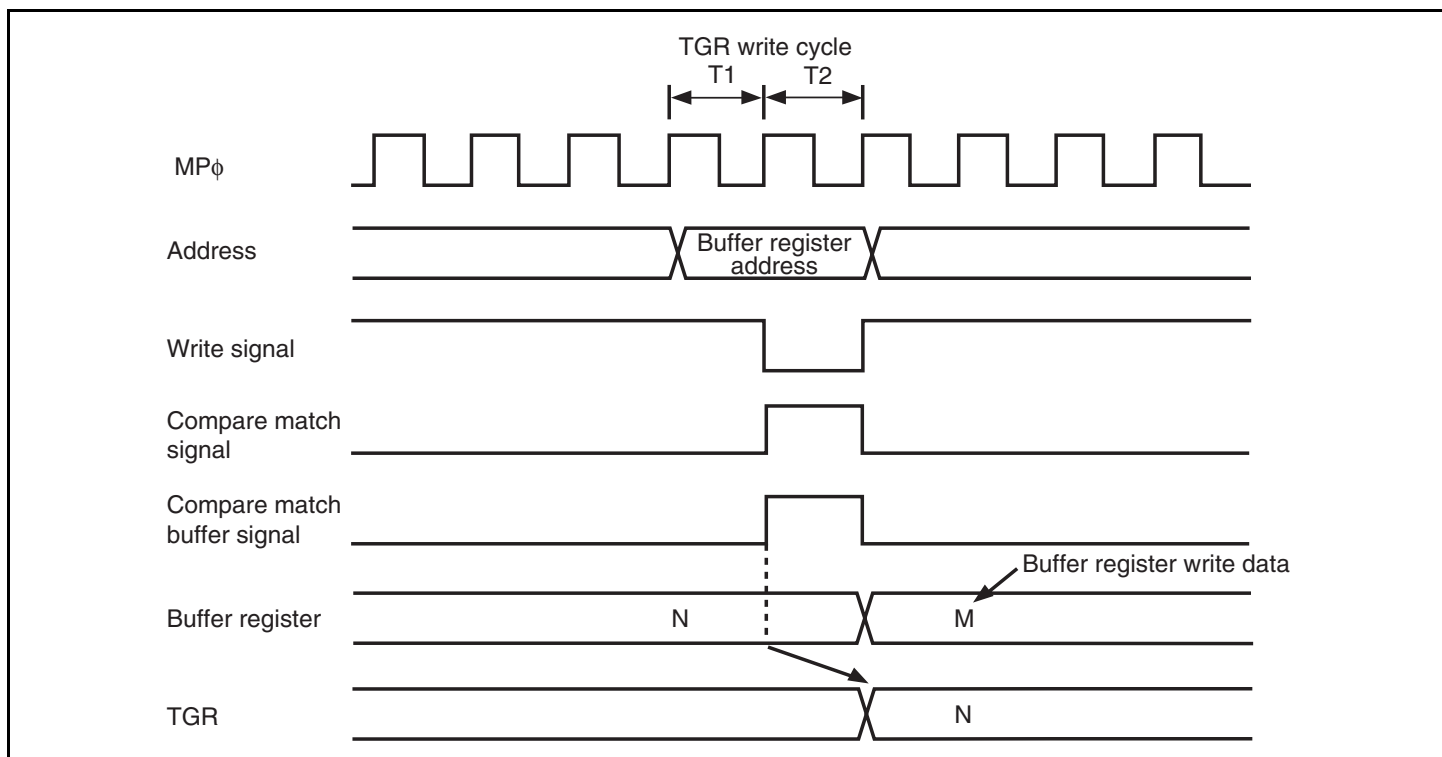 TGR write cycle
T1 T2
MPϕ
Address
Buffer register
address
Write signal
Compare match
signal
Compare match
buffer signal
Buffer register write data
Buffer register
N
M
TGR
N